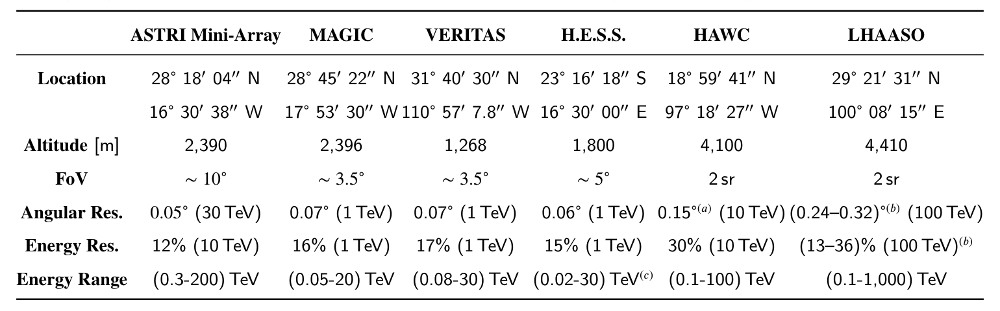 ASTRI Mini-Array MAGIC VERITAS H.E.S.S. HAWC LHAASO
Location 28° 18′ 04″ N 28° 45′ 22″ N 31° 40′ 30″ N 23° 16′ 18″ S 18° 59′ 41″ N 29° 21′ 31″ N
16° 30′ 38″ W 17° 53′ 30″ W 110° 57′ 7.8″ W 16° 30′ 00″ E 97° 18′ 27″ W 100° 08′ 15″ E
Altitude [m] 2,390 2,396 1,268 1,800 4,100 4,410
FoV ∼ 10° ∼ 3.5° ∼ 3.5° ∼ 5° 2 sr 2 sr
Angular Res. 0.05° (30 TeV) 0.07° (1 TeV) 0.07° (1 TeV) 0.06° (1 TeV) 0.15°(a) (10 TeV) (0.24–0.32)°(b) (100 TeV)
Energy Res. 12% (10 TeV) 16% (1 TeV) 17% (1 TeV) 15% (1 TeV) 30% (10 TeV) (13–36)% (100 TeV)(b)
Energy Range (0.3-200) TeV (0.05-20) TeV (0.08-30) TeV (0.02-30) TeV(c) (0.1-100) TeV (0.1-1,000) TeV